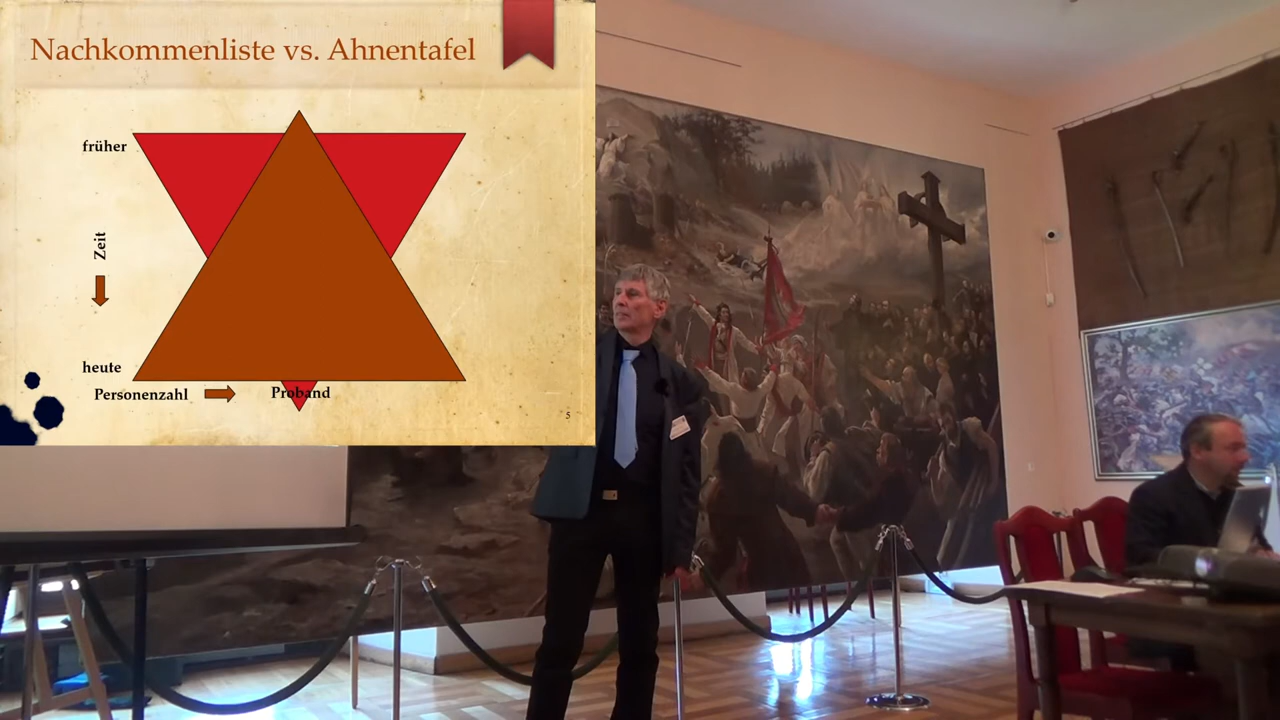 Nachkommenliste vs. Ahnentafel
früher
Zeit
heute
Personenzahl
Proband
5